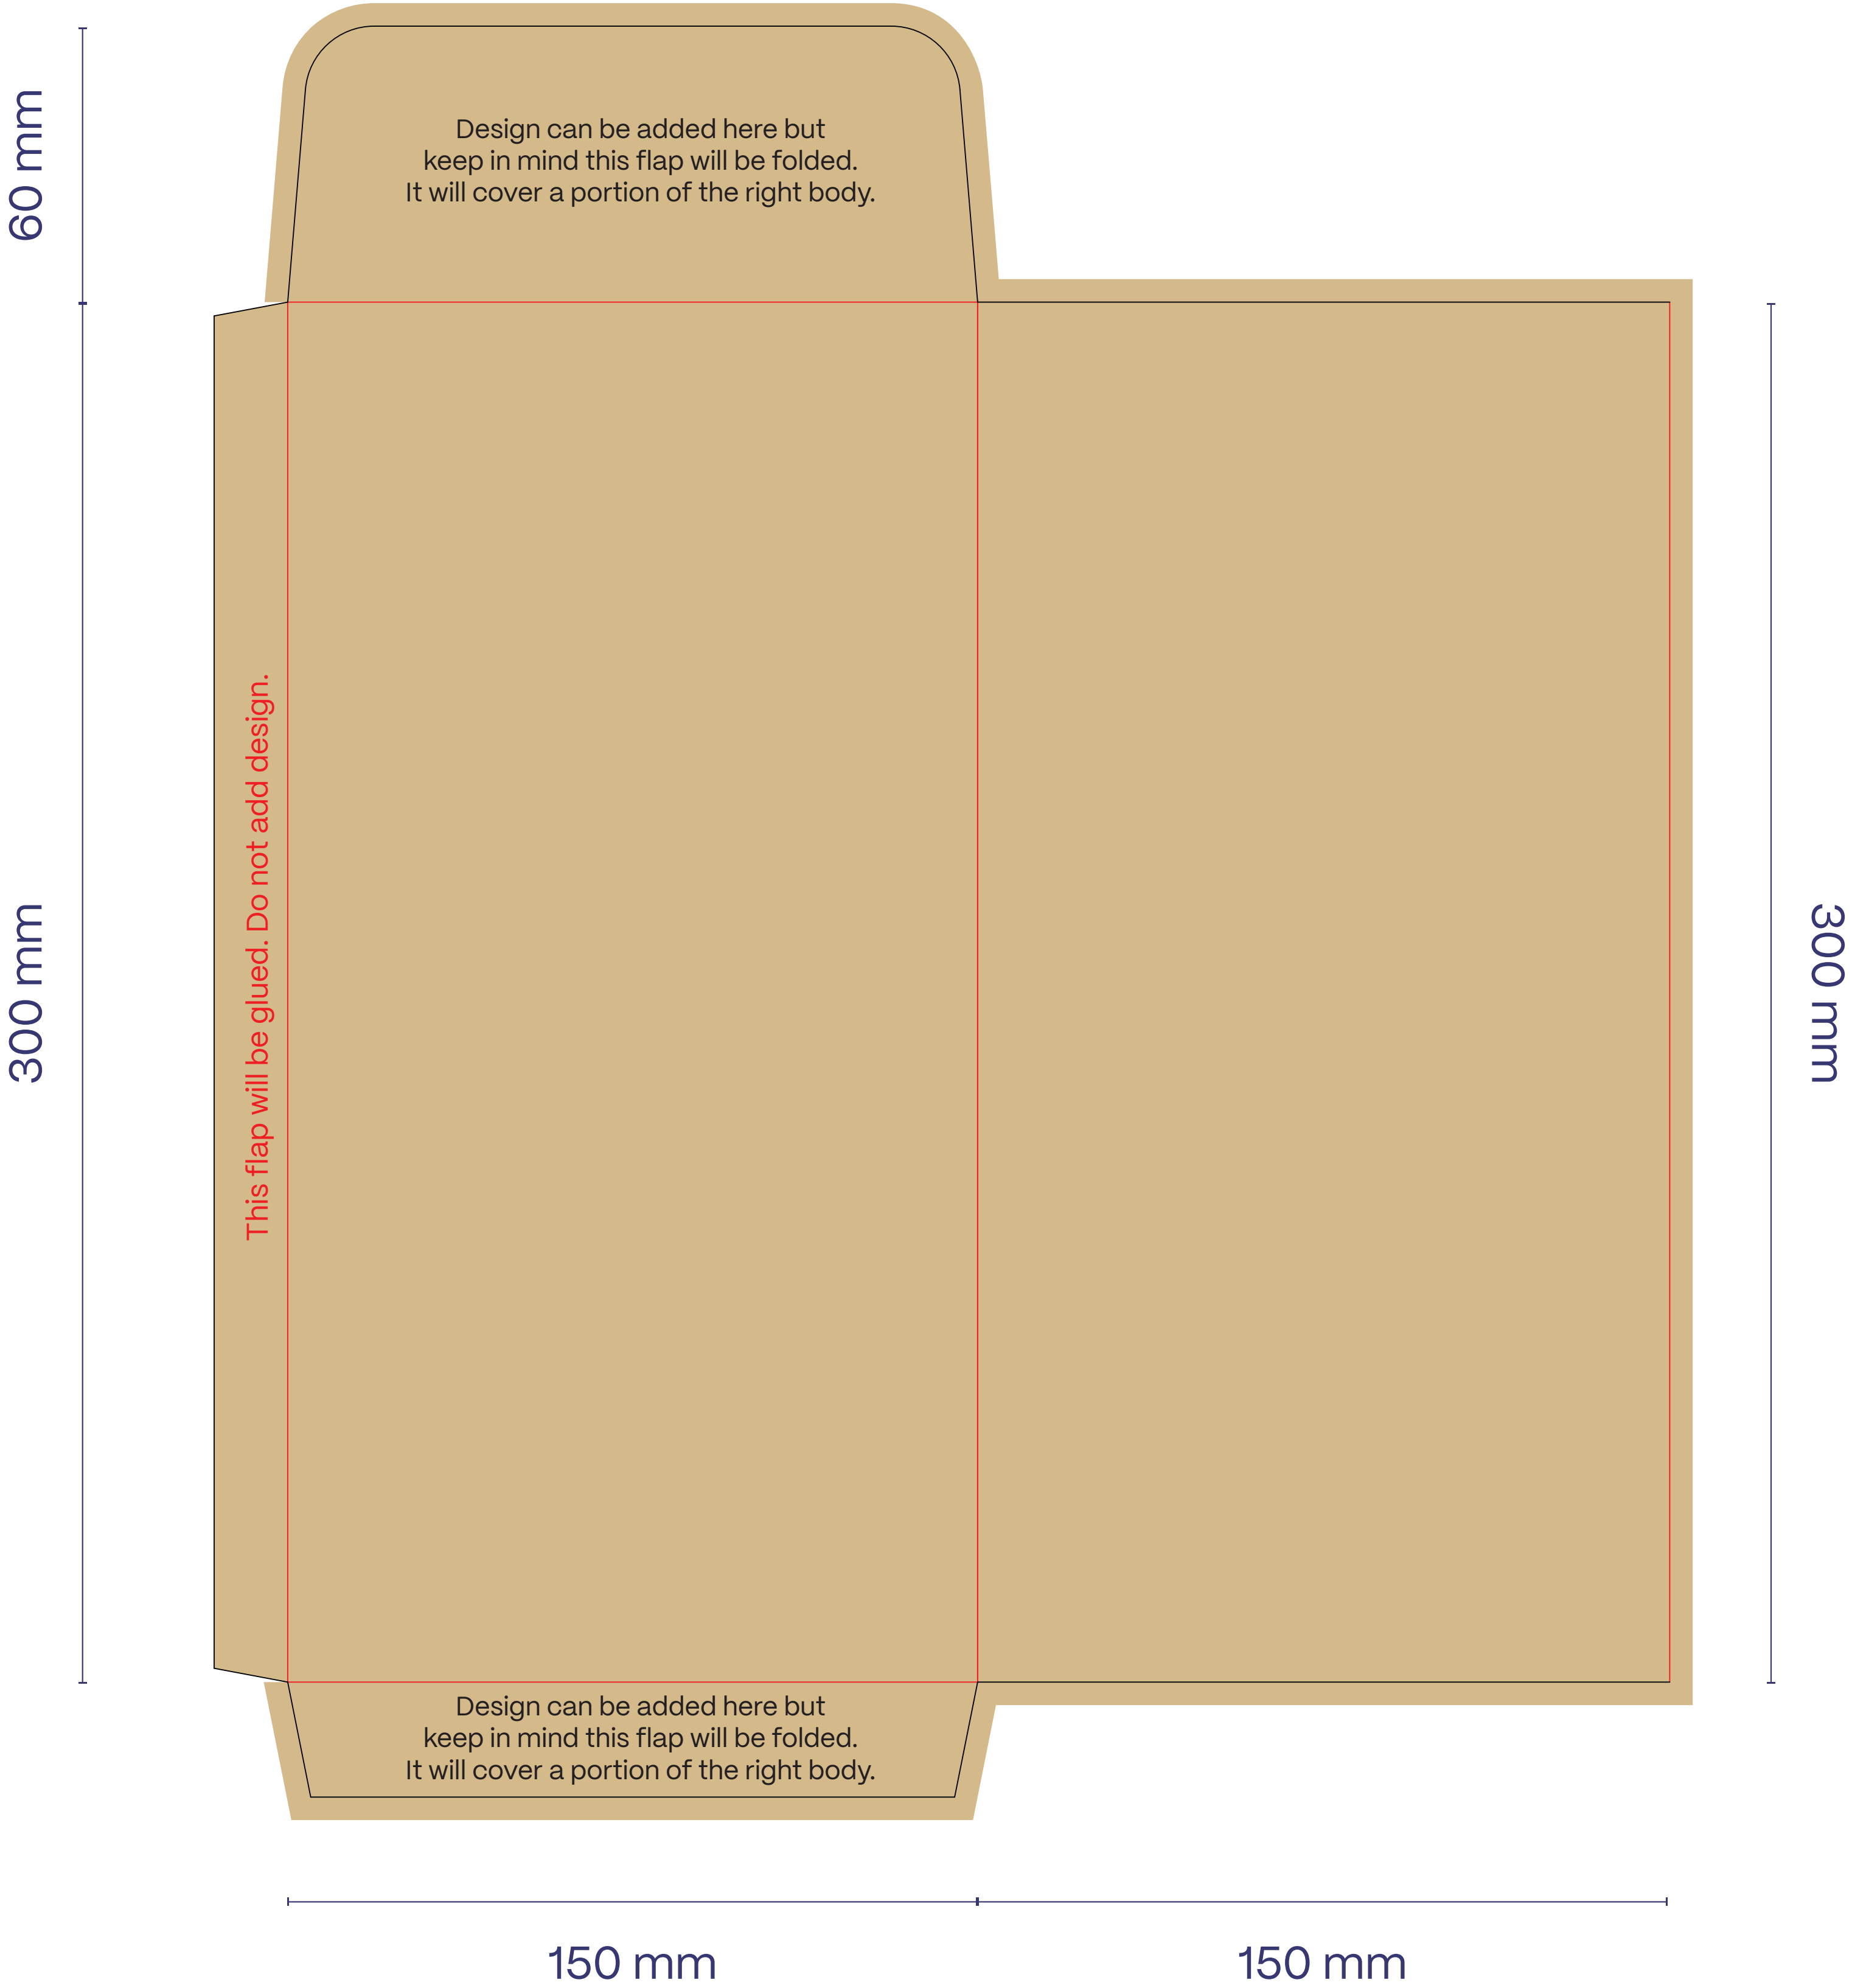 60 mm
Design can be added here but
keep in mind this flap will be folded.
It will cover a portion of the right body.
300 mm
This flap will be glued. Do not add design.
300 mm
Design can be added here but
keep in mind this flap will be folded.
It will cover a portion of the right body.
150 mm
150 mm